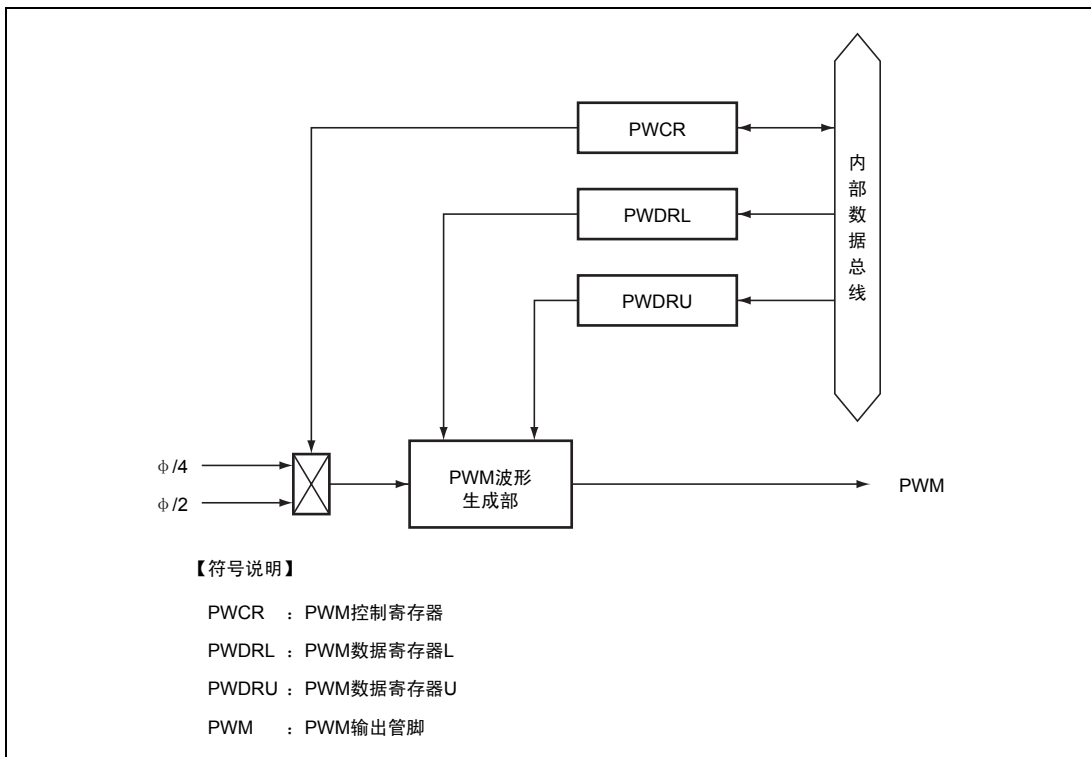 PWCR
PWDRL
PWDRU
内部数据总线
φ/4
φ/2
PWM波形
生成部
PWM
【符号说明】
PWCR ：PWM控制寄存器
PWDRL ：PWM数据寄存器L
PWDRU ：PWM数据寄存器U
PWM ：PWM输出管脚